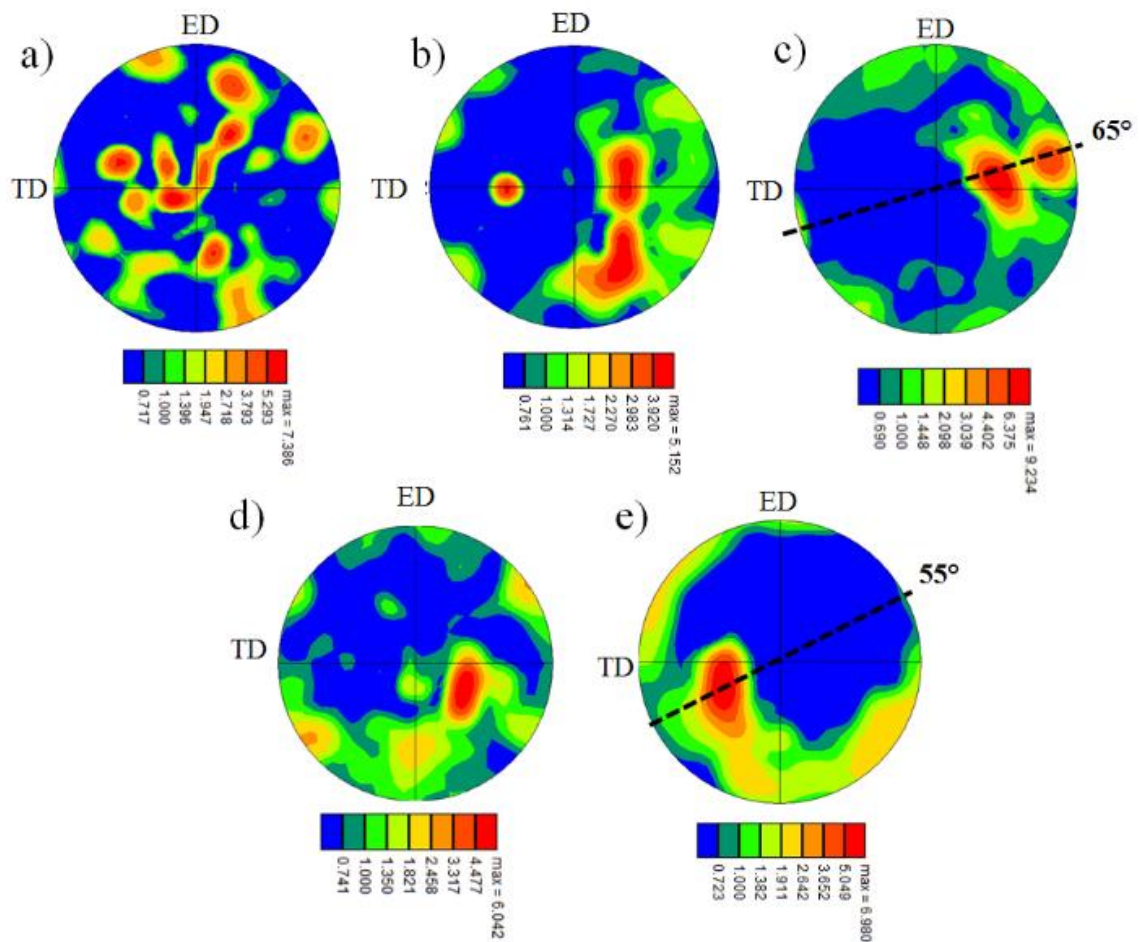 ED
a)
TD
0.717
1.000
1.396
1.947
2.718
3.793
5.293
max = 7.386
ED
b)
TD
0.761
1.000
1.314
1.727
2.270
2.983
3.920
max = 5.152
ED
c)
65°
TD
0.690
1.000
1.448
2.098
3.039
4.402
6.375
max = 9.234
ED
d)
TD
0.741
1.000
1.350
1.821
2.458
3.317
4.477
max = 6.042
ED
e)
55°
TD
0.723
1.000
1.382
1.911
2.642
3.652
5.049
max = 6.980